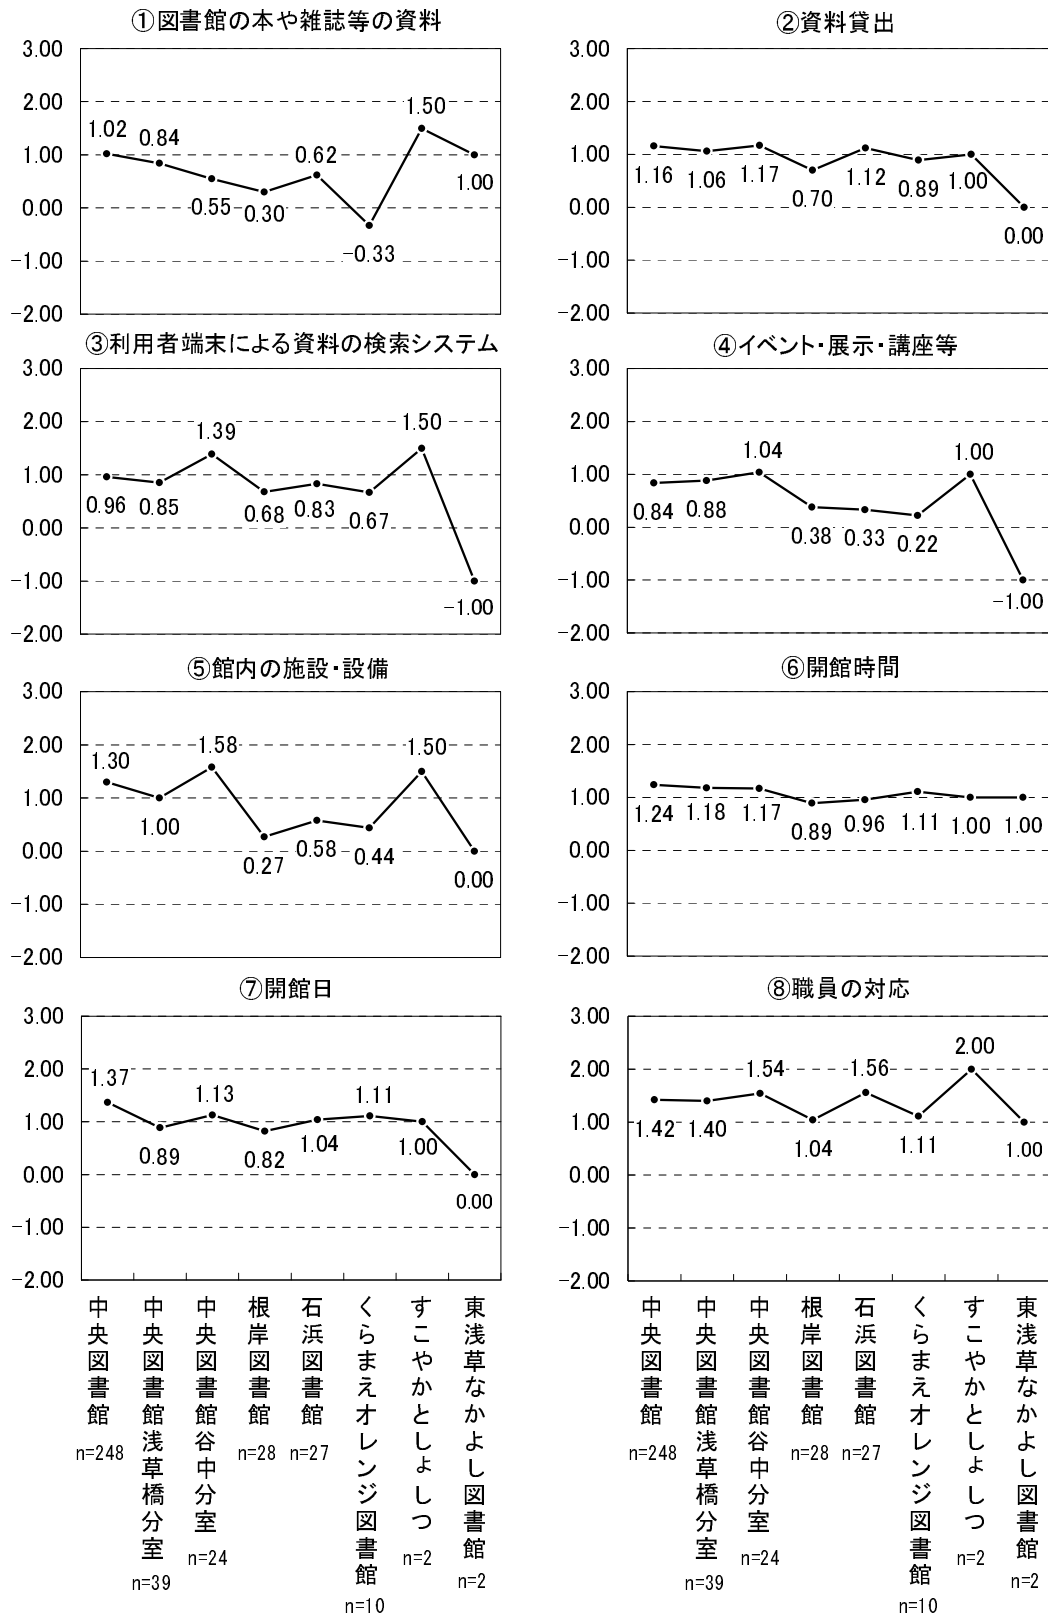 ①図書館の本や雑誌等の資料
3.00
2.00
1.00
0.00
−1.00
−2.00
1.02
0.84
0.55
0.30
0.62
−0.33
1.50
1.00
②資料貸出
3.00
2.00
1.00
0.00
−1.00
−2.00
1.16
1.06
1.17
0.70
1.12
0.89
1.00
0.00
③利用者端末による資料の検索システム
3.00
2.00
1.00
0.00
−1.00
−2.00
0.96
0.85
1.39
0.68
0.83
0.67
1.50
−1.00
④イベント・展示・講座等
3.00
2.00
1.00
0.00
−1.00
−2.00
0.84
0.88
1.04
0.38
0.33
0.22
1.00
−1.00
⑤館内の施設・設備
3.00
2.00
1.00
0.00
−1.00
−2.00
1.30
1.00
1.58
0.27
0.58
0.44
1.50
0.00
⑥開館時間
3.00
2.00
1.00
0.00
−1.00
−2.00
1.24
1.18
1.17
0.89
0.96
1.11
1.00
1.00
⑦開館日
3.00
2.00
1.00
0.00
−1.00
−2.00
1.37
0.89
1.13
0.82
1.04
1.11
1.00
0.00
中央図書館
n=248
中央図書館浅草橋分室
n=39
中央図書館谷中分室
n=24
根岸図書館
n=28
石浜図書館
n=27
くらまえオレンジ図書館
n=10
すこやかとしょしつ
n=2
東浅草なかよし図書館
n=2
⑧職員の対応
3.00
2.00
1.00
0.00
−1.00
−2.00
1.42
1.40
1.54
1.04
1.56
1.11
2.00
1.00
中央図書館
n=248
中央図書館浅草橋分室
n=39
中央図書館谷中分室
n=24
根岸図書館
n=28
石浜図書館
n=27
くらまえオレンジ図書館
n=10
すこやかとしょしつ
n=2
東浅草なかよし図書館
n=2